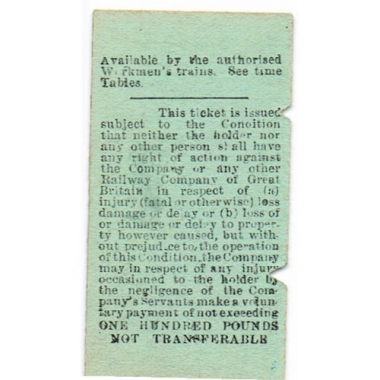 Available by the authorised
Workmen's trains. See time
Tables.
This ticket is issued
subject to the Condition
that neither the holder nor
any other person shall have
any right of action against
the Company or any other
Railway Company of Great
Britain in respect of (a)
injury (fatal or otherwise) loss
damage or delay or (b) loss of
or damage or delay to proper-
ty however caused, but with-
out prejudice to the operation
of this Condition, the Company
may in respect of any injury
occasioned to the holder by
the negligence of the Com-
pany's Servants make a volun-
tary payment of not exceeding
ONE HUNDRED POUNDS
NOT TRANSFERABLE